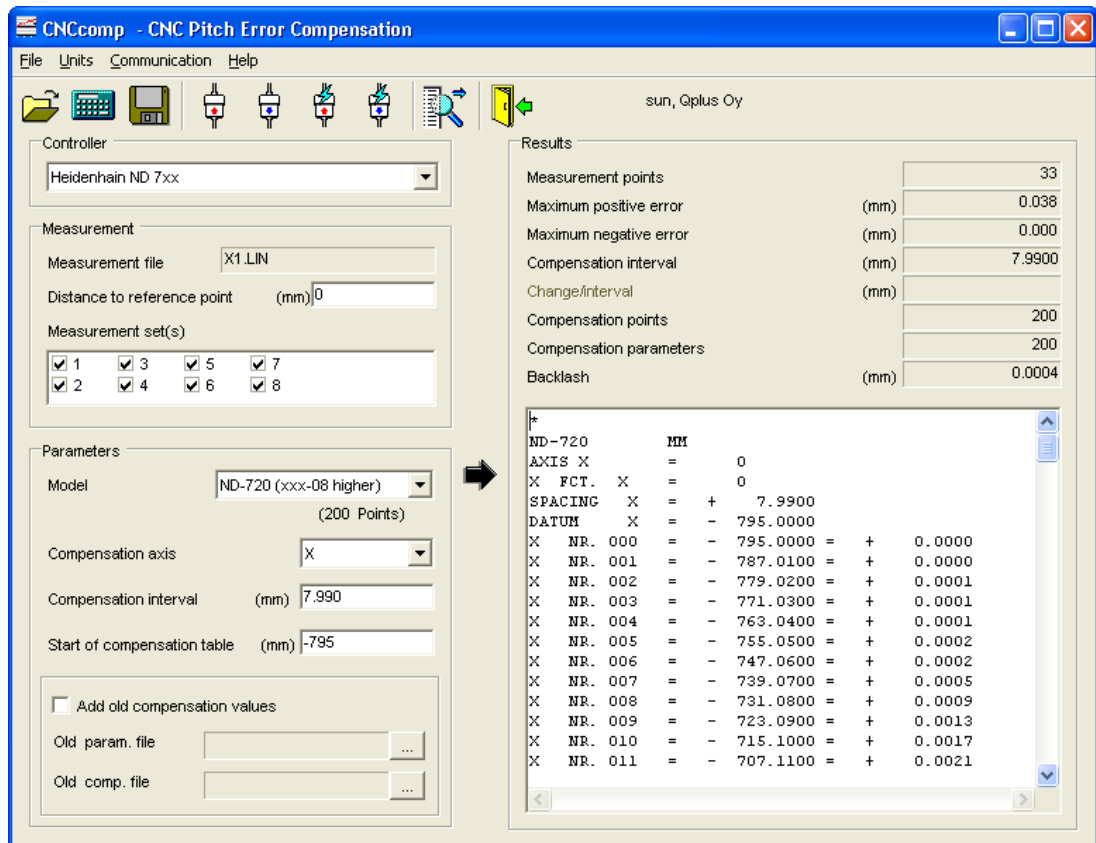 CNCcomp - CNC Pitch Error Compensation
File Units Communication Help
sun, Qplus Oy
Controller
Heidenhain ND 7xx
Measurement
Measurement file X1.LIN
Distance to reference point (mm) 0
Measurement set(s)
1 3 5 7
2 4 6 8
Parameters
Model ND-720 (xxx-08 higher)
(200 Points)
Compensation axis X
Compensation interval (mm) 7.990
Start of compensation table (mm) -795
Add old compensation values
Old param. file ...
Old comp. file ...
Results
Measurement points 33
Maximum positive error (mm) 0.038
Maximum negative error (mm) 0.000
Compensation interval (mm) 7.9900
Change/interval (mm)
Compensation points 200
Compensation parameters 200
Backlash (mm) 0.0004
*
ND-720 MM
AXIS X = 0
X FCT. X = 0
SPACING X = + 7.9900
DATUM X = - 795.0000
X NR. 000 = - 795.0000 = + 0.0000
X NR. 001 = - 787.0100 = + 0.0000
X NR. 002 = - 779.0200 = + 0.0001
X NR. 003 = - 771.0300 = + 0.0001
X NR. 004 = - 763.0400 = + 0.0001
X NR. 005 = - 755.0500 = + 0.0002
X NR. 006 = - 747.0600 = + 0.0002
X NR. 007 = - 739.0700 = + 0.0005
X NR. 008 = - 731.0800 = + 0.0009
X NR. 009 = - 723.0900 = + 0.0013
X NR. 010 = - 715.1000 = + 0.0017
X NR. 011 = - 707.1100 = + 0.0021